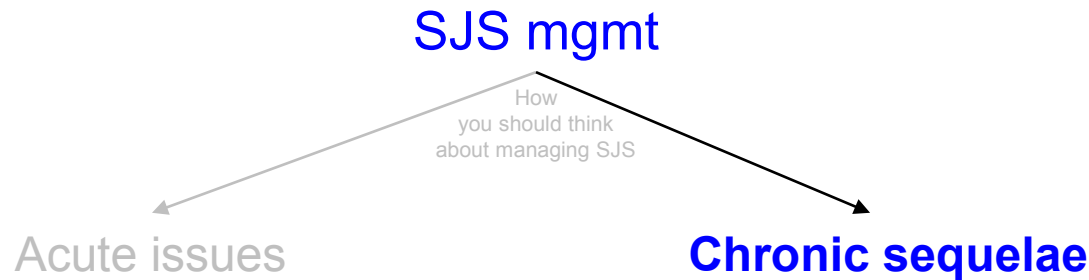 SJS mgmt
How
you should think
about managing SJS
Acute issues
Chronic sequelae